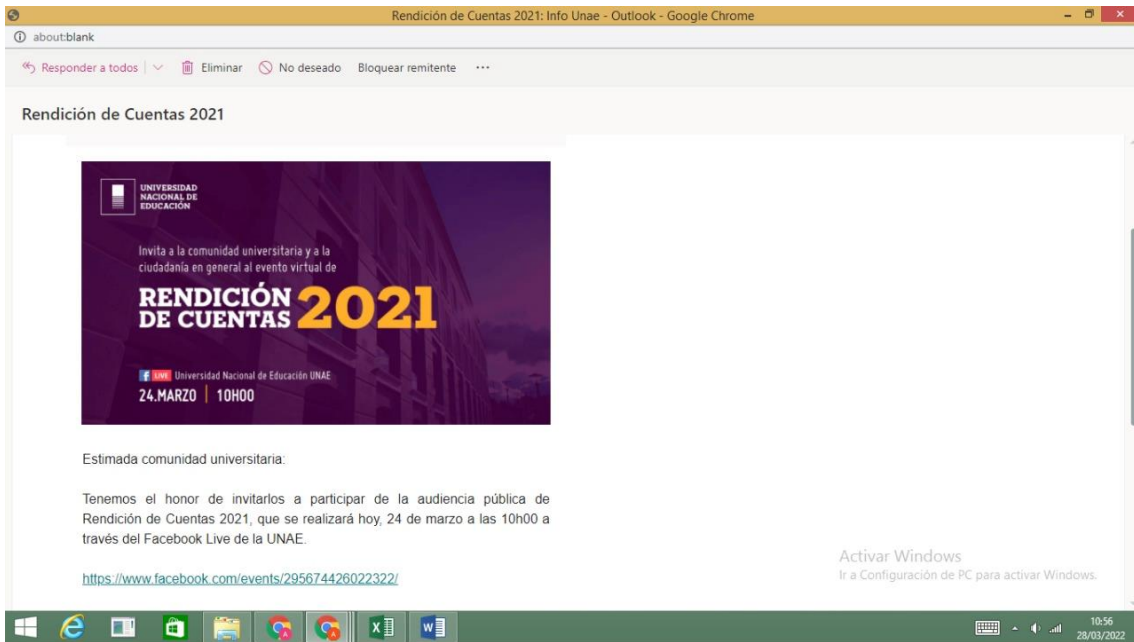 Rendición de Cuentas 2021: Info Unae - Outlook - Google Chrome
about:blank
Responder a todos Eliminar No deseado Bloquear remitente ...
Rendición de Cuentas 2021
UNIVERSIDAD
NACIONAL DE
EDUCACIÓN
Invita a la comunidad universitaria y a la
ciudadanía en general al evento virtual de
RENDICIÓN
DE CUENTAS 2021
f LIVE Universidad Nacional de Educación UNAE
24.MARZO | 10H00
Estimada comunidad universitaria:
Tenemos el honor de invitarlos a participar de la audiencia pública de
Rendición de Cuentas 2021, que se realizará hoy, 24 de marzo a las 10h00 a
través del Facebook Live de la UNAE.
https://www.facebook.com/events/295674426022322/
Activar Windows
Ir a Configuración de PC para activar Windows.
10:56
28/03/2022